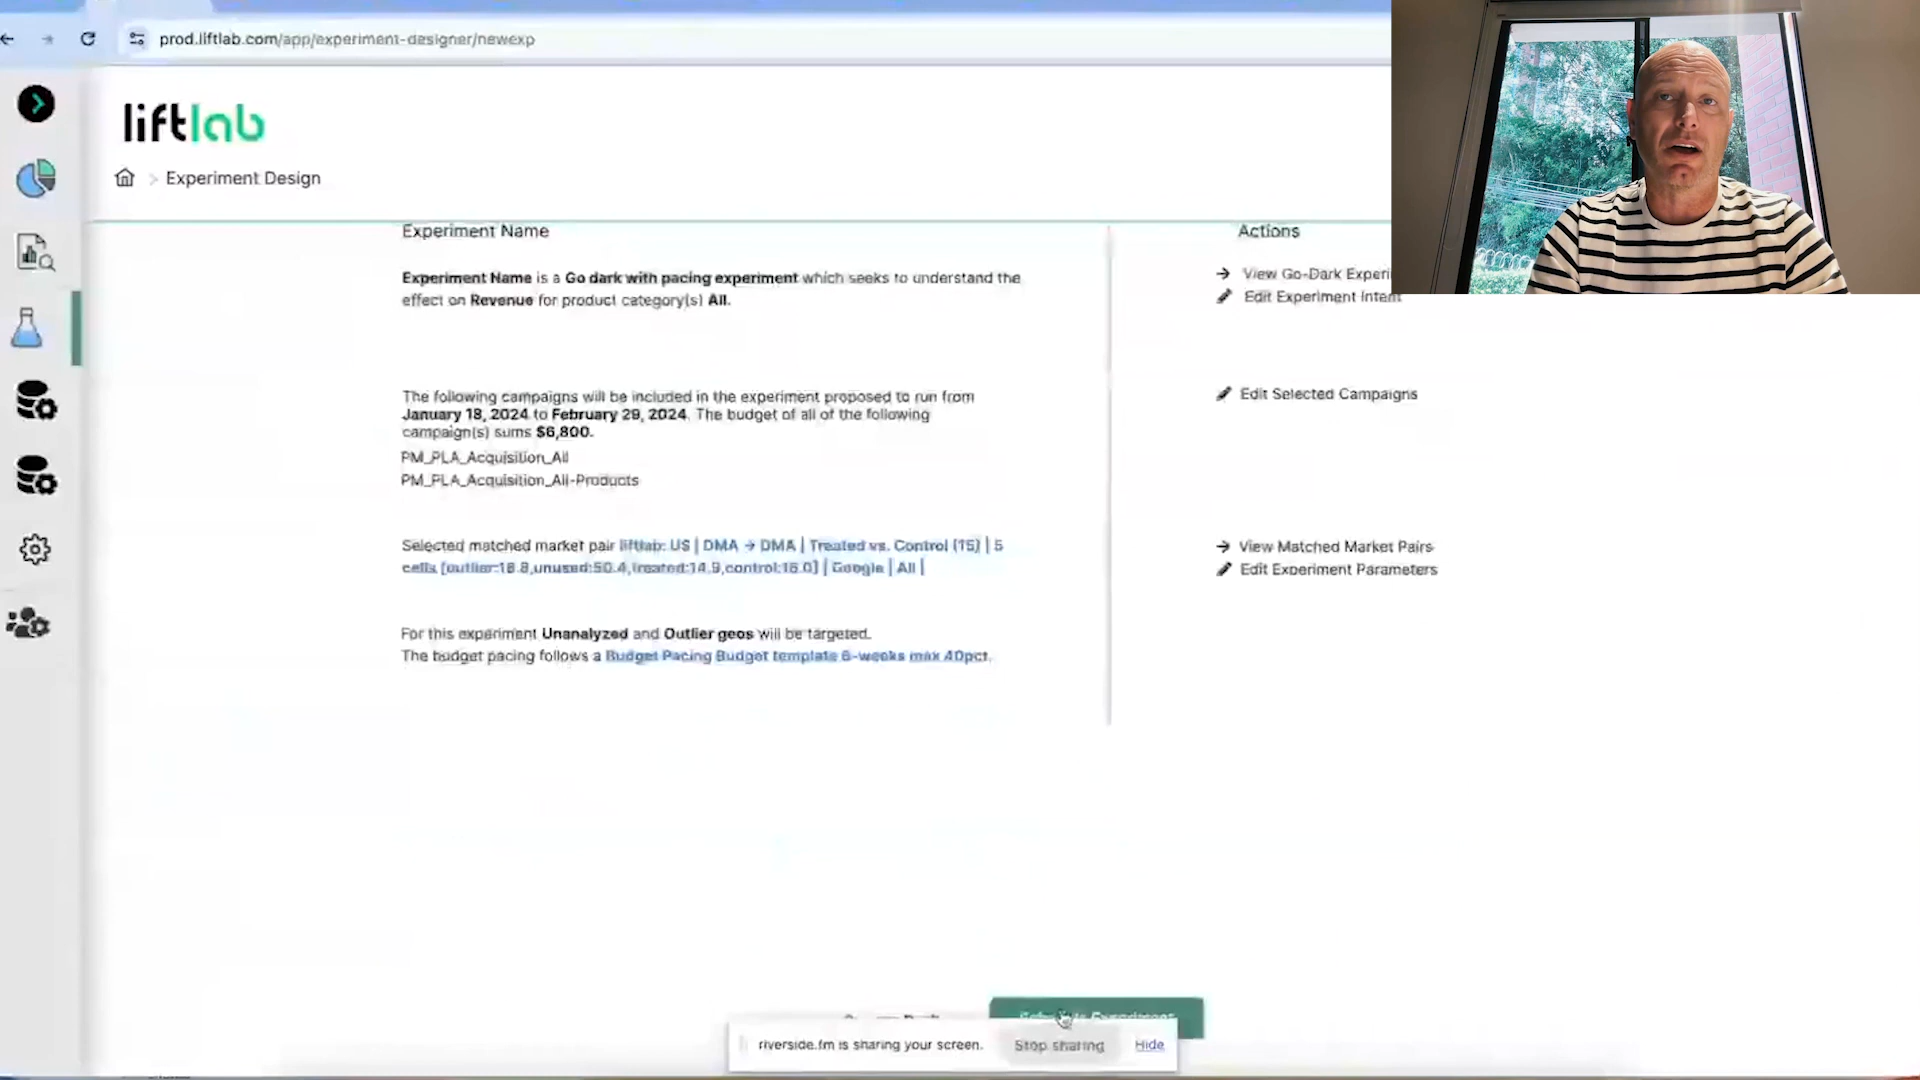 prod.liftlab.com/app/experiment-designer/newexp
liftlab
> Experiment Design
Experiment Name
Actions
Experiment Name is a Go dark with pacing experiment which seeks to understand the
effect on Revenue for product category(s) All.
→ View Go-Dark Experi
Edit Experiment Intent
The following campaigns will be included in the experiment proposed to run from
January 18, 2024 to February 29, 2024. The budget of all of the following
campaign(s) sums $6,800.
Edit Selected Campaigns
PM_PLA_Acquisition_All
PM_PLA_Acquisition_All-Products
Selected matched market pair liftlab: US | DMA → DMA | Treated vs. Control (15) | 5
cells [outlier:18.8,unused:50.4,treated:14.9,control:16.0] | Google | All |
→ View Matched Market Pairs
Edit Experiment Parameters
For this experiment Unanalyzed and Outlier geos will be targeted.
The budget pacing follows a Budget Pacing Budget template 6-weeks max 40pct.
Experiment
riverside.fm is sharing your screen.
Stop sharing
Hide